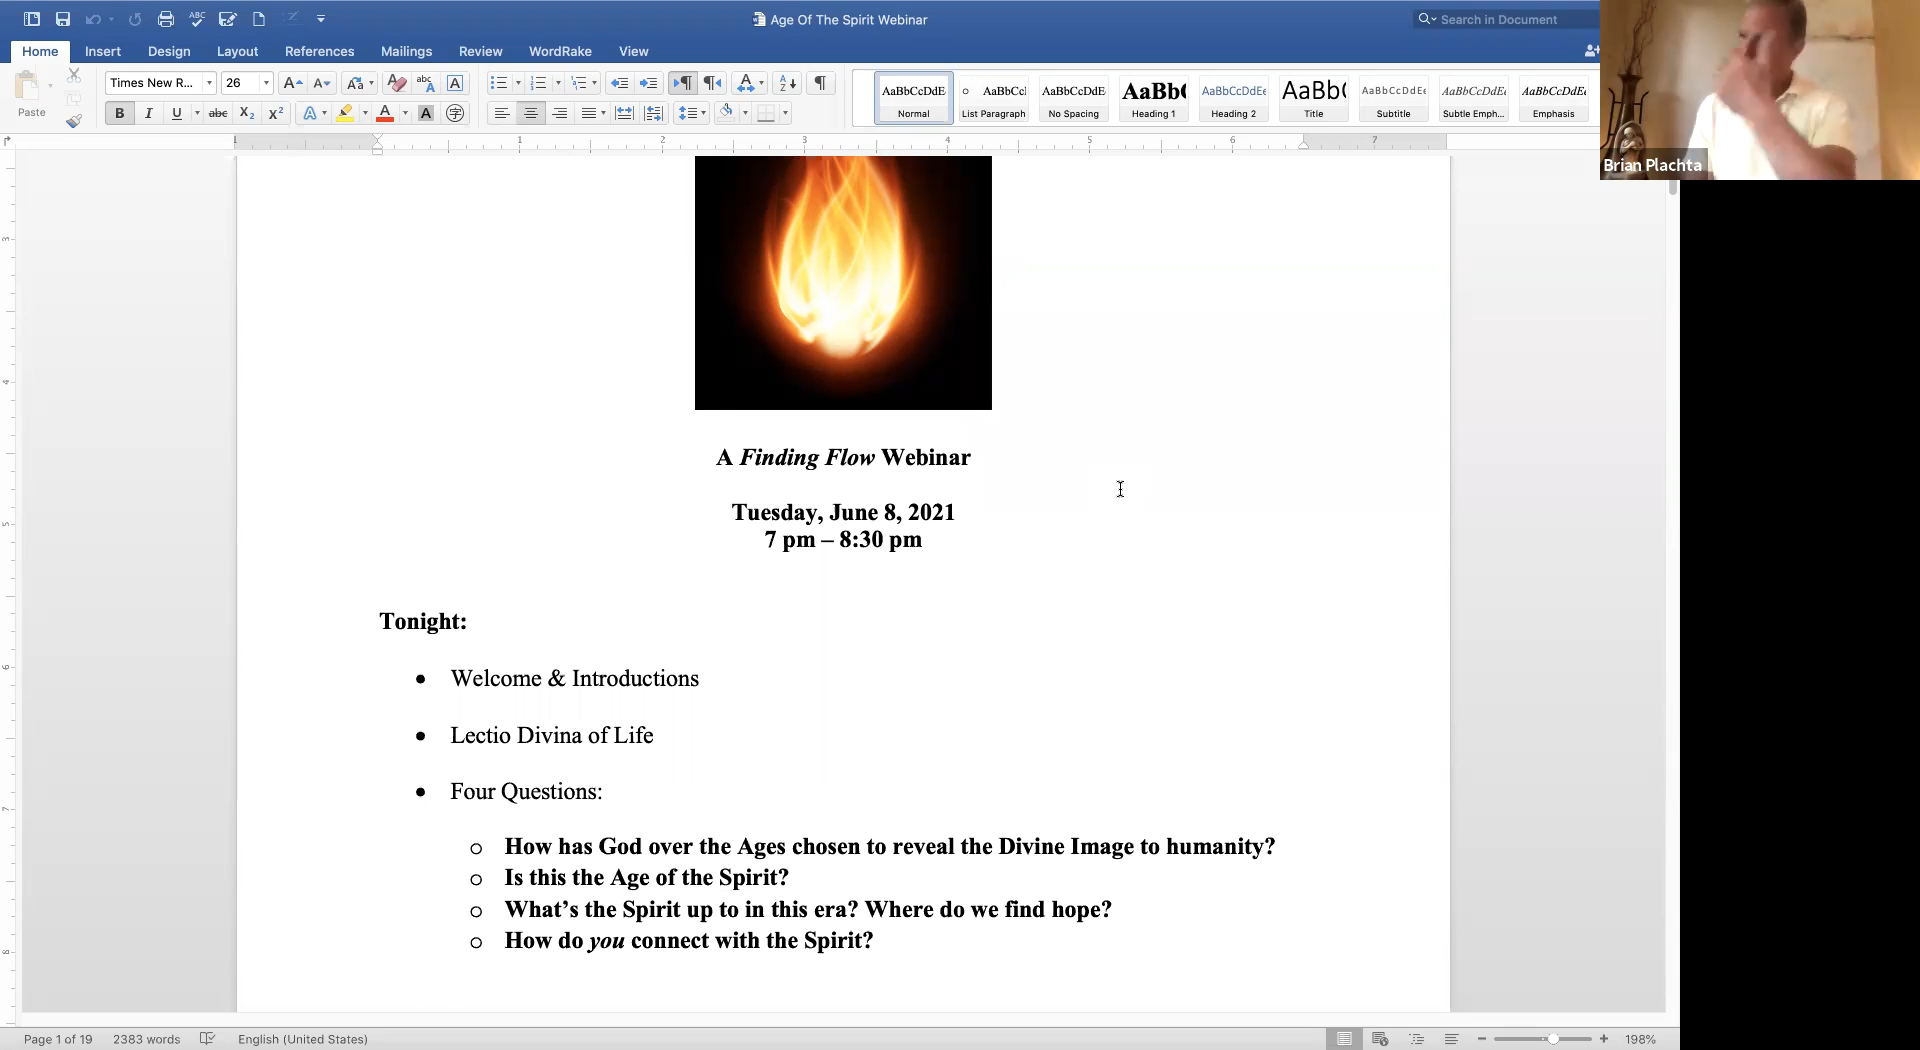 Age Of The Spirit Webinar
Search in Document
Home Insert Design Layout References Mailings Review WordRake View
Paste
Times New R... 26
AaBbCcDdE Normal
AaBbCc List Paragraph
AaBbCcDdE No Spacing
AaBb Heading 1
AaBbCcDdEe Heading 2
AaBb Title
AaBbCcDdEe Subtitle
AaBbCcDdEe Subtle Emph...
AaBbCcDdEe Emphasis
Brian Plachta
A Finding Flow Webinar
Tuesday, June 8, 2021
7 pm – 8:30 pm
Tonight:
• Welcome & Introductions
• Lectio Divina of Life
• Four Questions:
o How has God over the Ages chosen to reveal the Divine Image to humanity?
o Is this the Age of the Spirit?
o What’s the Spirit up to in this era? Where do we find hope?
o How do you connect with the Spirit?
Page 1 of 19 2383 words English (United States) 198%